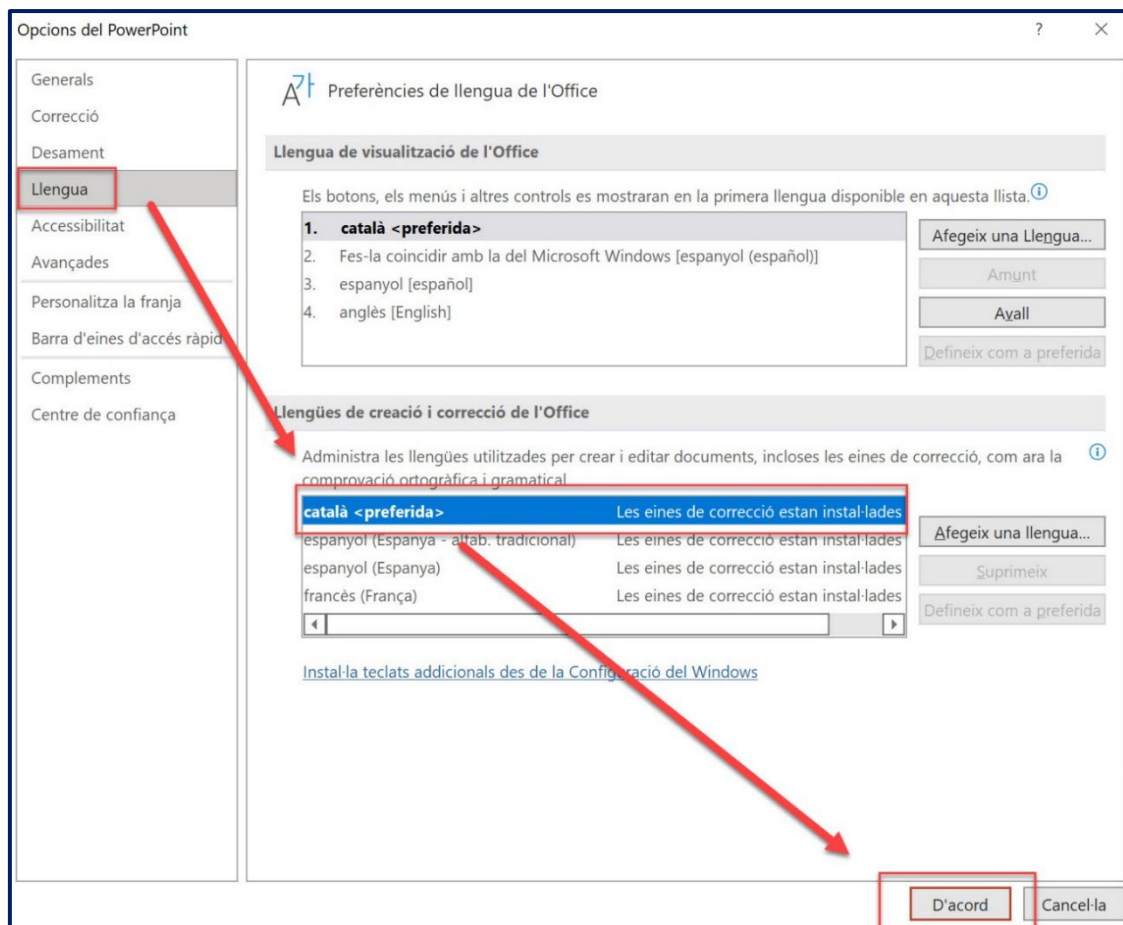 Opcions del PowerPoint
?
Generals
Correcció
Desament
Llengua
Accessibilitat
Avançades
Personalitza la franja
Barra d'eines d'accés ràpid
Complements
Centre de confiança
Preferències de llengua de l'Office
Llengua de visualització de l'Office
Els botons, els menús i altres controls es mostraran en la primera llengua disponible en aquesta llista.
1. català <preferida>
2. Fes-la coincidir amb la del Microsoft Windows [espanyol (español)]
3. espanyol [español]
4. anglès [English]
Afegeix una Llengua...
Amunt
Avall
Defineix com a preferida
Llengües de creació i correcció de l'Office
Administra les llengües utilitzades per crear i editar documents, incloses les eines de correcció, com ara la
comprovació ortogràfica i gramatical
català <preferida> Les eines de correcció estan instal·lades
espanyol (Espanya - alfab. tradicional) Les eines de correcció estan instal·lades
espanyol (Espanya) Les eines de correcció estan instal·lades
francès (França) Les eines de correcció estan instal·lades
Afegeix una llengua...
Suprimeix
Defineix com a preferida
Instal·la teclats addicionals des de la Configuració del Windows
D'acord
Cancel·la